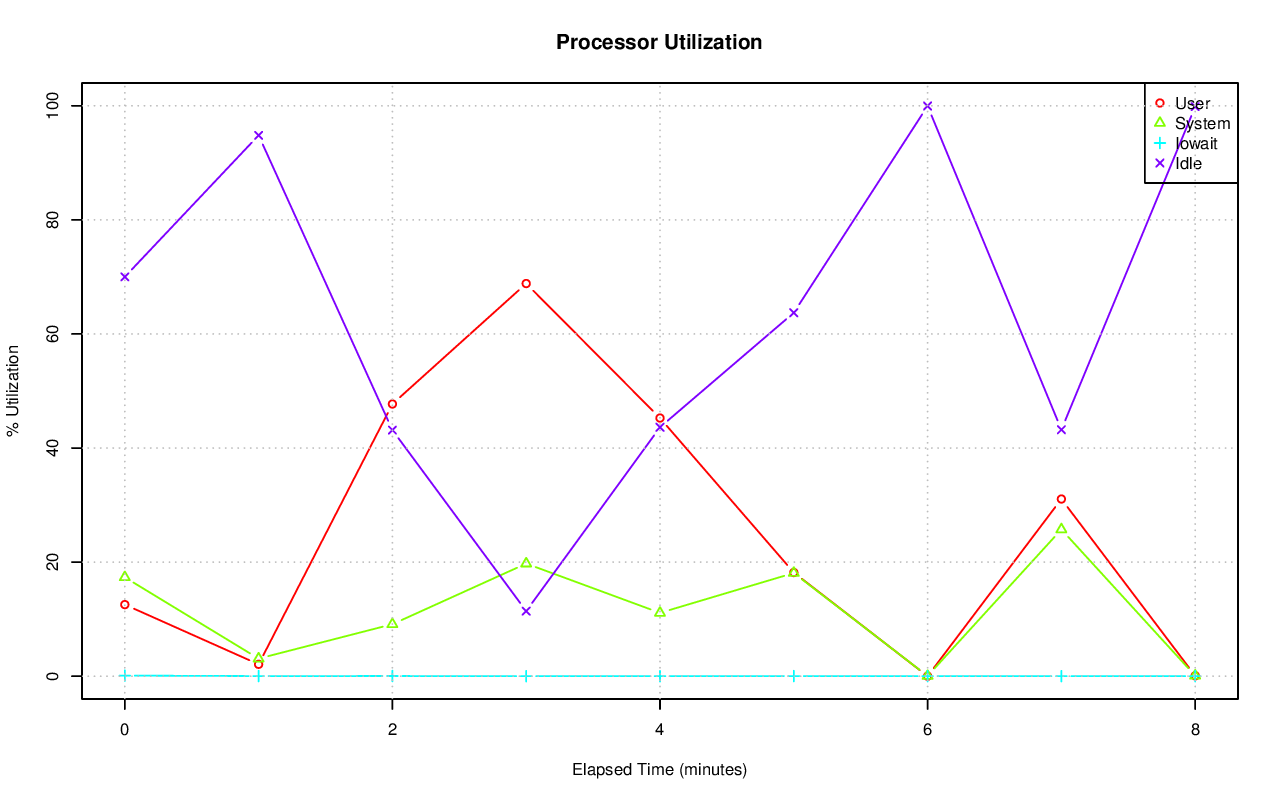 Processor Utilization
% Utilization
100
80
60
40
20
0
User
System
Iowait
Idle
0 2 4 6 8
Elapsed Time (minutes)